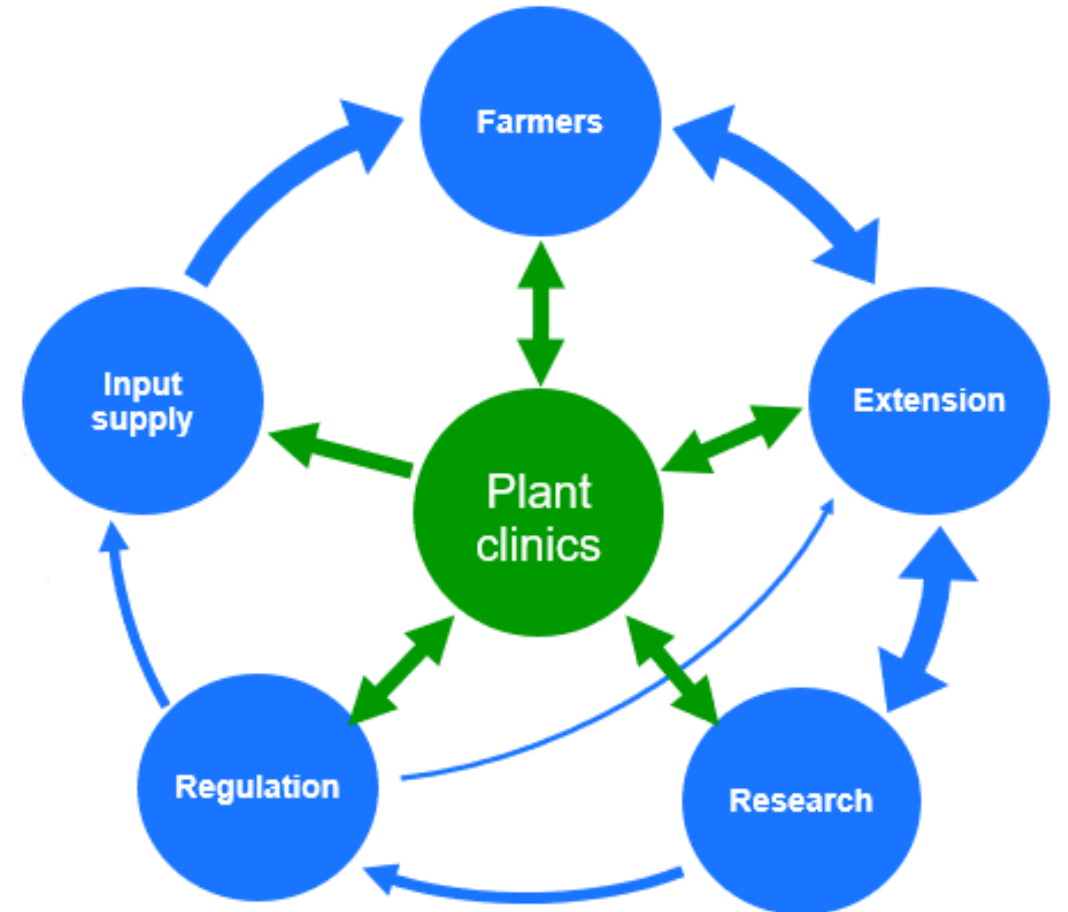 Farmers
Input
supply
Extension
Plant
clinics
Regulation
Research